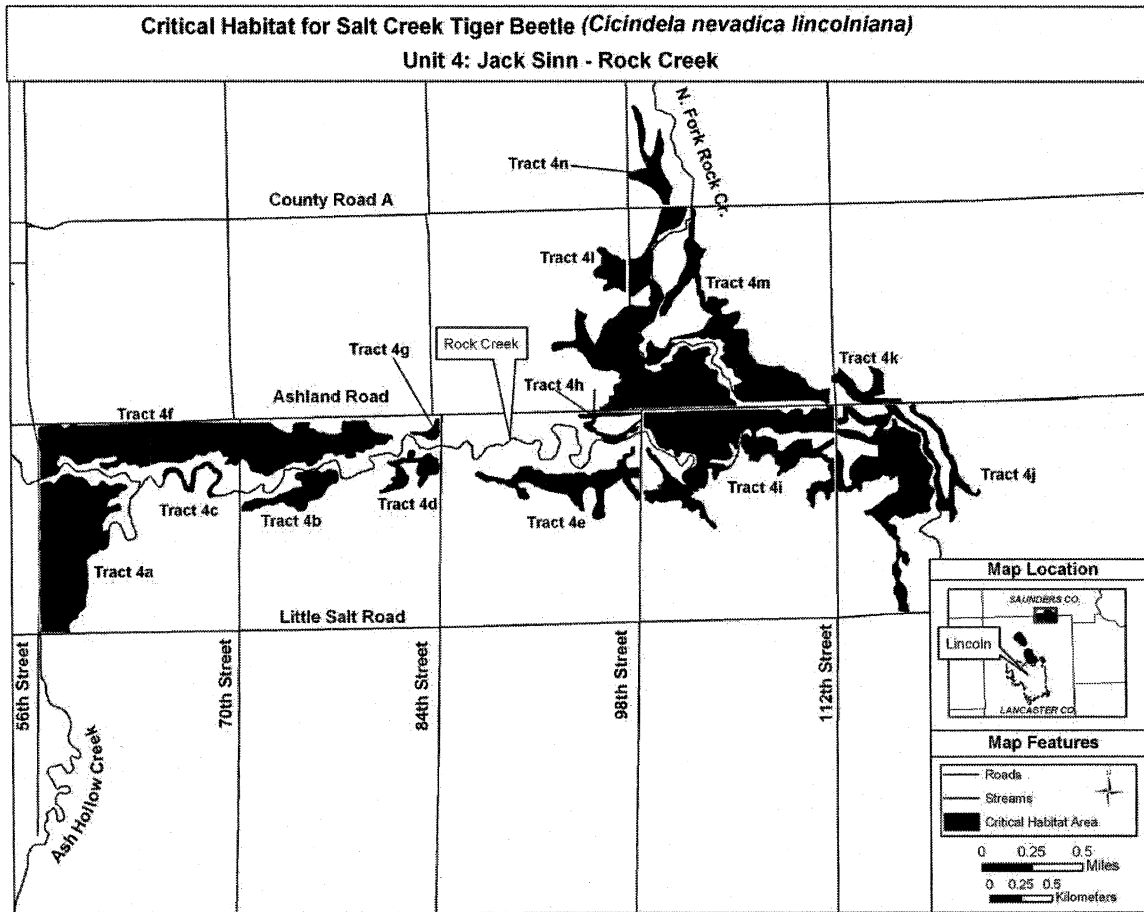 Critical Habitat for Salt Creek Tiger Beetle (Cicindela nevadica lincolniana)
Unit 4: Jack Sinn - Rock Creek
N. Fork Rock Cr.
Tract 4n
County Road A
Tract 4l
Tract 4m
Tract 4g
Rock Creek
Tract 4k
Tract 4h
Ashland Road
Tract 4f
Tract 4j
Tract 4i
Tract 4c
Tract 4b
Tract 4d
Tract 4e
Tract 4a
Little Salt Road
56th Street
70th Street
84th Street
98th Street
112th Street
Ash Hollow Creek
Map Location
SAUNDERS CO.
Lincoln
LANCASTER CO.
Map Features
Roads
Streams
Critical Habitat Area
N
0 0.25 0.5
Miles
0 0.25 0.5
Kilometers